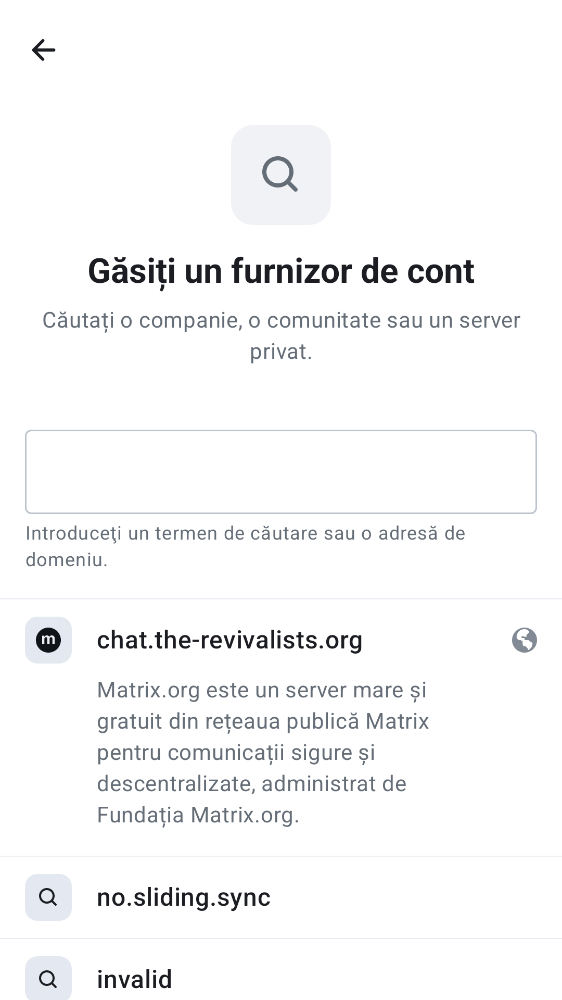 Găsiți un furnizor de cont
Căutați o companie, o comunitate sau un server
privat.
Introduceţi un termen de căutare sau o adresă de
domeniu.
m
chat.the-revivalists.org
Matrix.org este un server mare și
gratuit din rețeaua publică Matrix
pentru comunicații sigure și
descentralizate, administrat de
Fundația Matrix.org.
no.sliding.sync
invalid